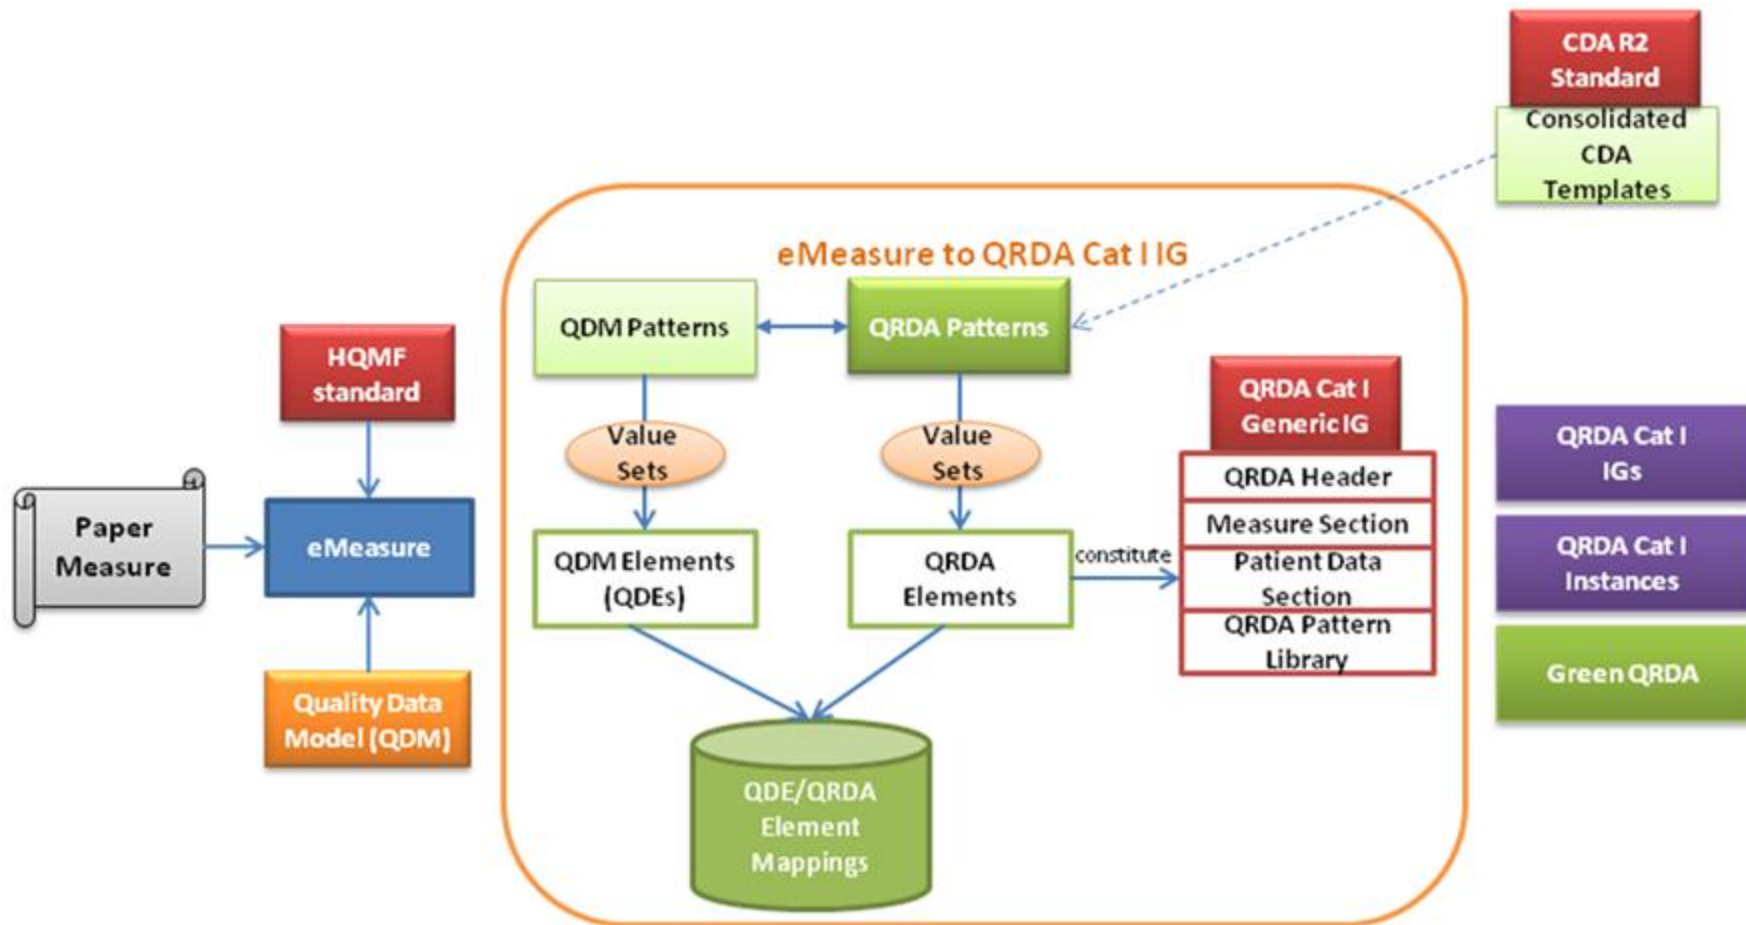 CDA R2
Standard
Consolidated
CDA
Templates
eMeasure to QRDA Cat I IG
QDM Patterns
QRDA Patterns
HQMF
standard
Value
Sets
Value
Sets
QRDA Cat I
Generic IG
QRDA Header
Measure Section
Patient Data
Section
QRDA Pattern
Library
QRDA Cat I
IGs
QRDA Cat I
Instances
Green QRDA
Paper
Measure
eMeasure
QDM Elements
(QDEs)
QRDA
Elements
constitute
Quality Data
Model (QDM)
QDE/QRDA
Element
Mappings